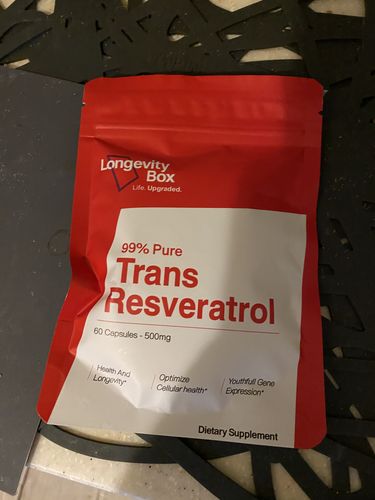 Longevity
Box
Life. Upgraded.
99% Pure
Trans
Resveratrol
60 Capsules - 500mg
Health And
Longevity*
Optimize
Cellular health*
Youthfull Gene
Expression*
Dietary Supplement